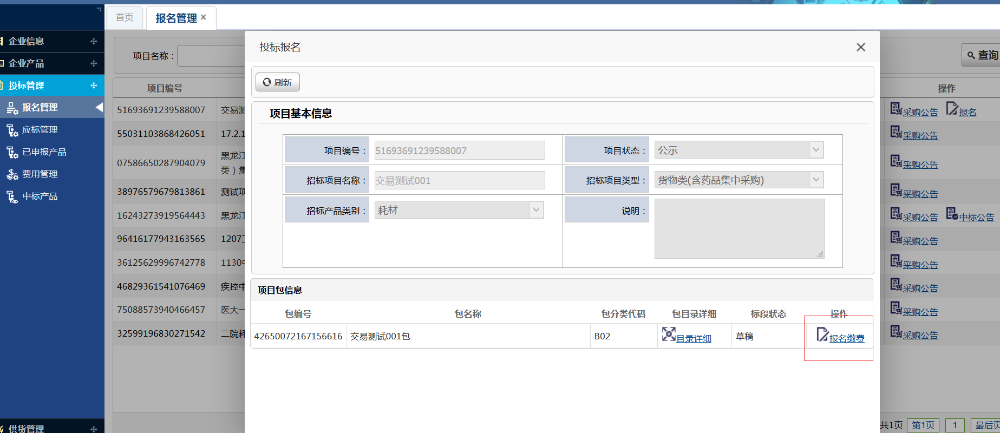 首页
报名管理 ×
企业信息
企业产品
投标管理
报名管理
应标管理
已申报产品
费用管理
中标产品
供货管理
项目名称：
查询
项目编号
操作
51693691239588007 交易测
采购公告 报名
55031103868426051 17.2.1
采购公告
07586650287904079 黑龙江
类）集
采购公告
38976579679813861 测试项
采购公告
16243273919564443 黑龙江
采购公告 中标公告
96416177943163565 1207
采购公告
36125629996742778 1130
采购公告
46829361541076469 疾控中
采购公告
75088573940466457 医大一
采购公告
32599196830271542 二院耗
采购公告
共1页 第1页 1 最后页
投标报名
刷新
项目基本信息
项目编号： 51693691239588007 项目状态： 公示
招标项目名称： 交易测试001 招标项目类型： 货物类(含药品集中采购)
招标产品类别： 耗材 说明：
项目包信息
包编号 包名称 包分类代码 包目录详细 标段状态 操作
42650072167156616 交易测试001包 B02 目录详细 草稿 报名缴费